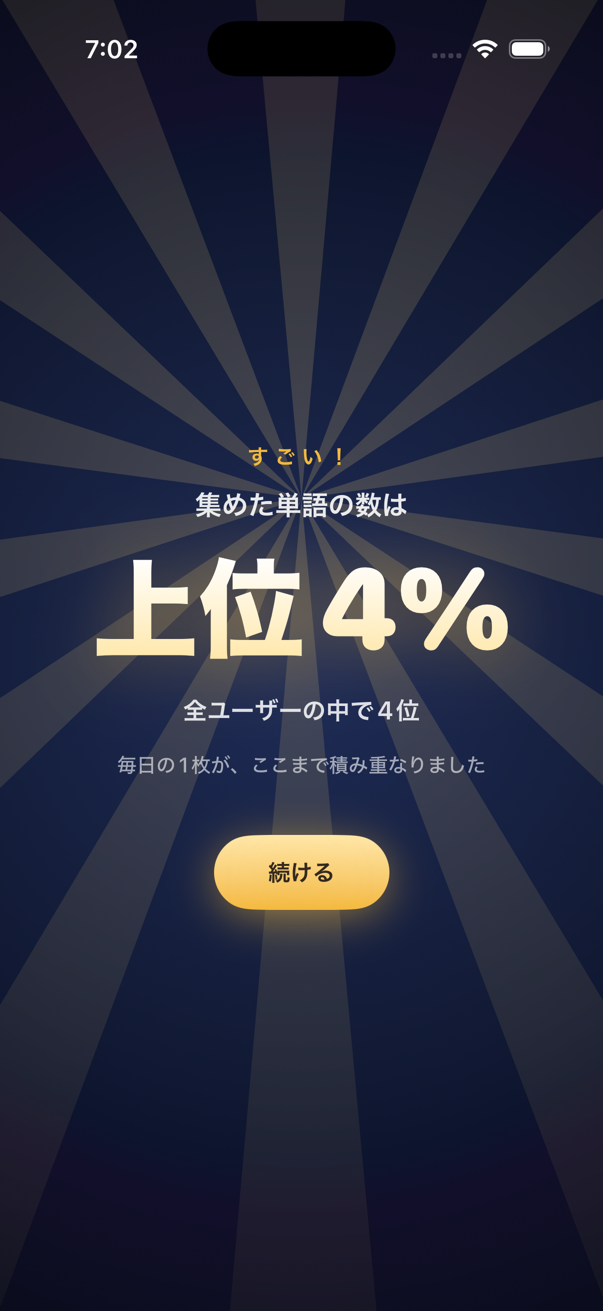 7:02
すごい！
集めた単語の数は
上位4%
全ユーザーの中で4位
毎日の1枚が、ここまで積み重なりました
続ける